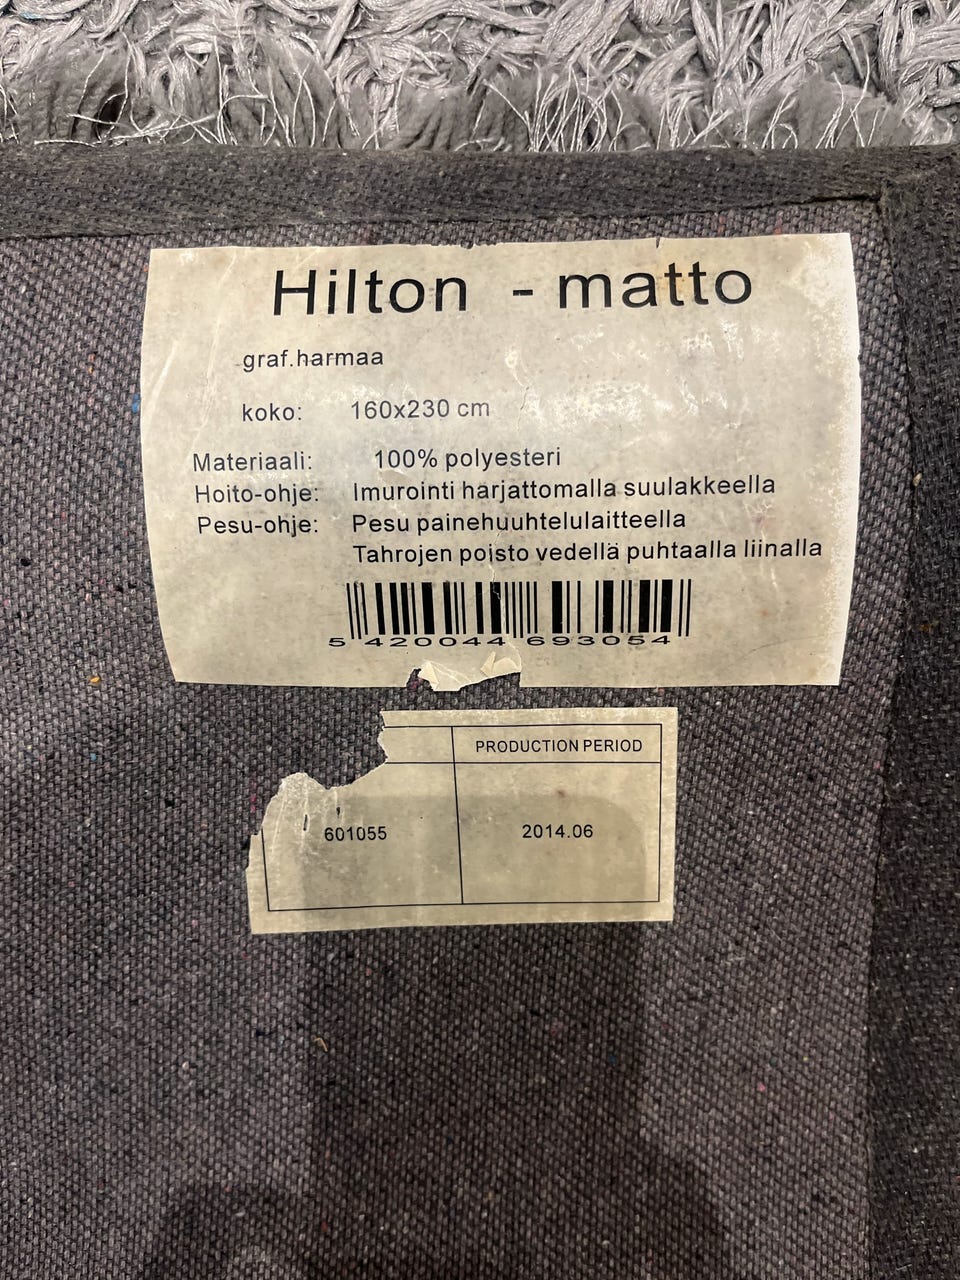 Hilton - matto
graf.harmaa
koko: 160x230 cm
Materiaali: 100% polyesteri
Hoito-ohje: Imurointi harjattomalla suulakkeella
Pesu-ohje: Pesu painehuuhtelulaitteella
Tahrojen poisto vedellä puhtaalla liinalla
5 420044 693054
PRODUCTION PERIOD
601055 2014.06